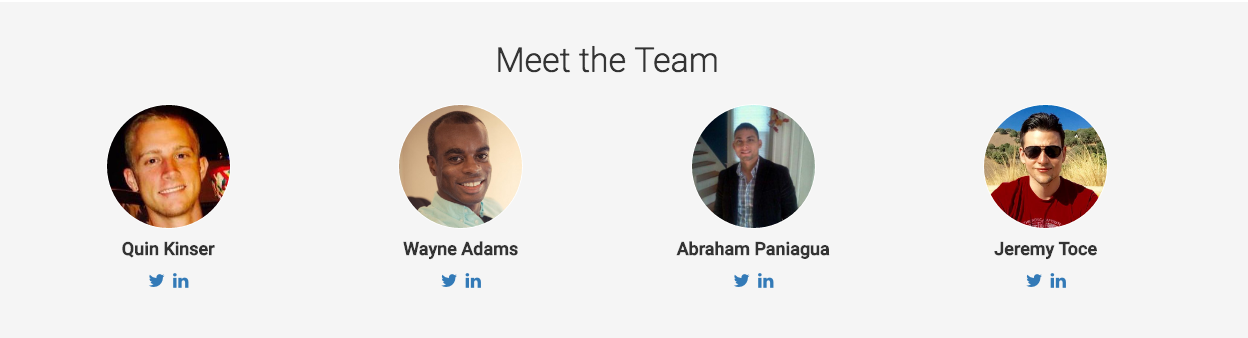 Meet the Team
Quin Kinser
Wayne Adams
Abraham Paniagua
Jeremy Toce
in
in
in
in